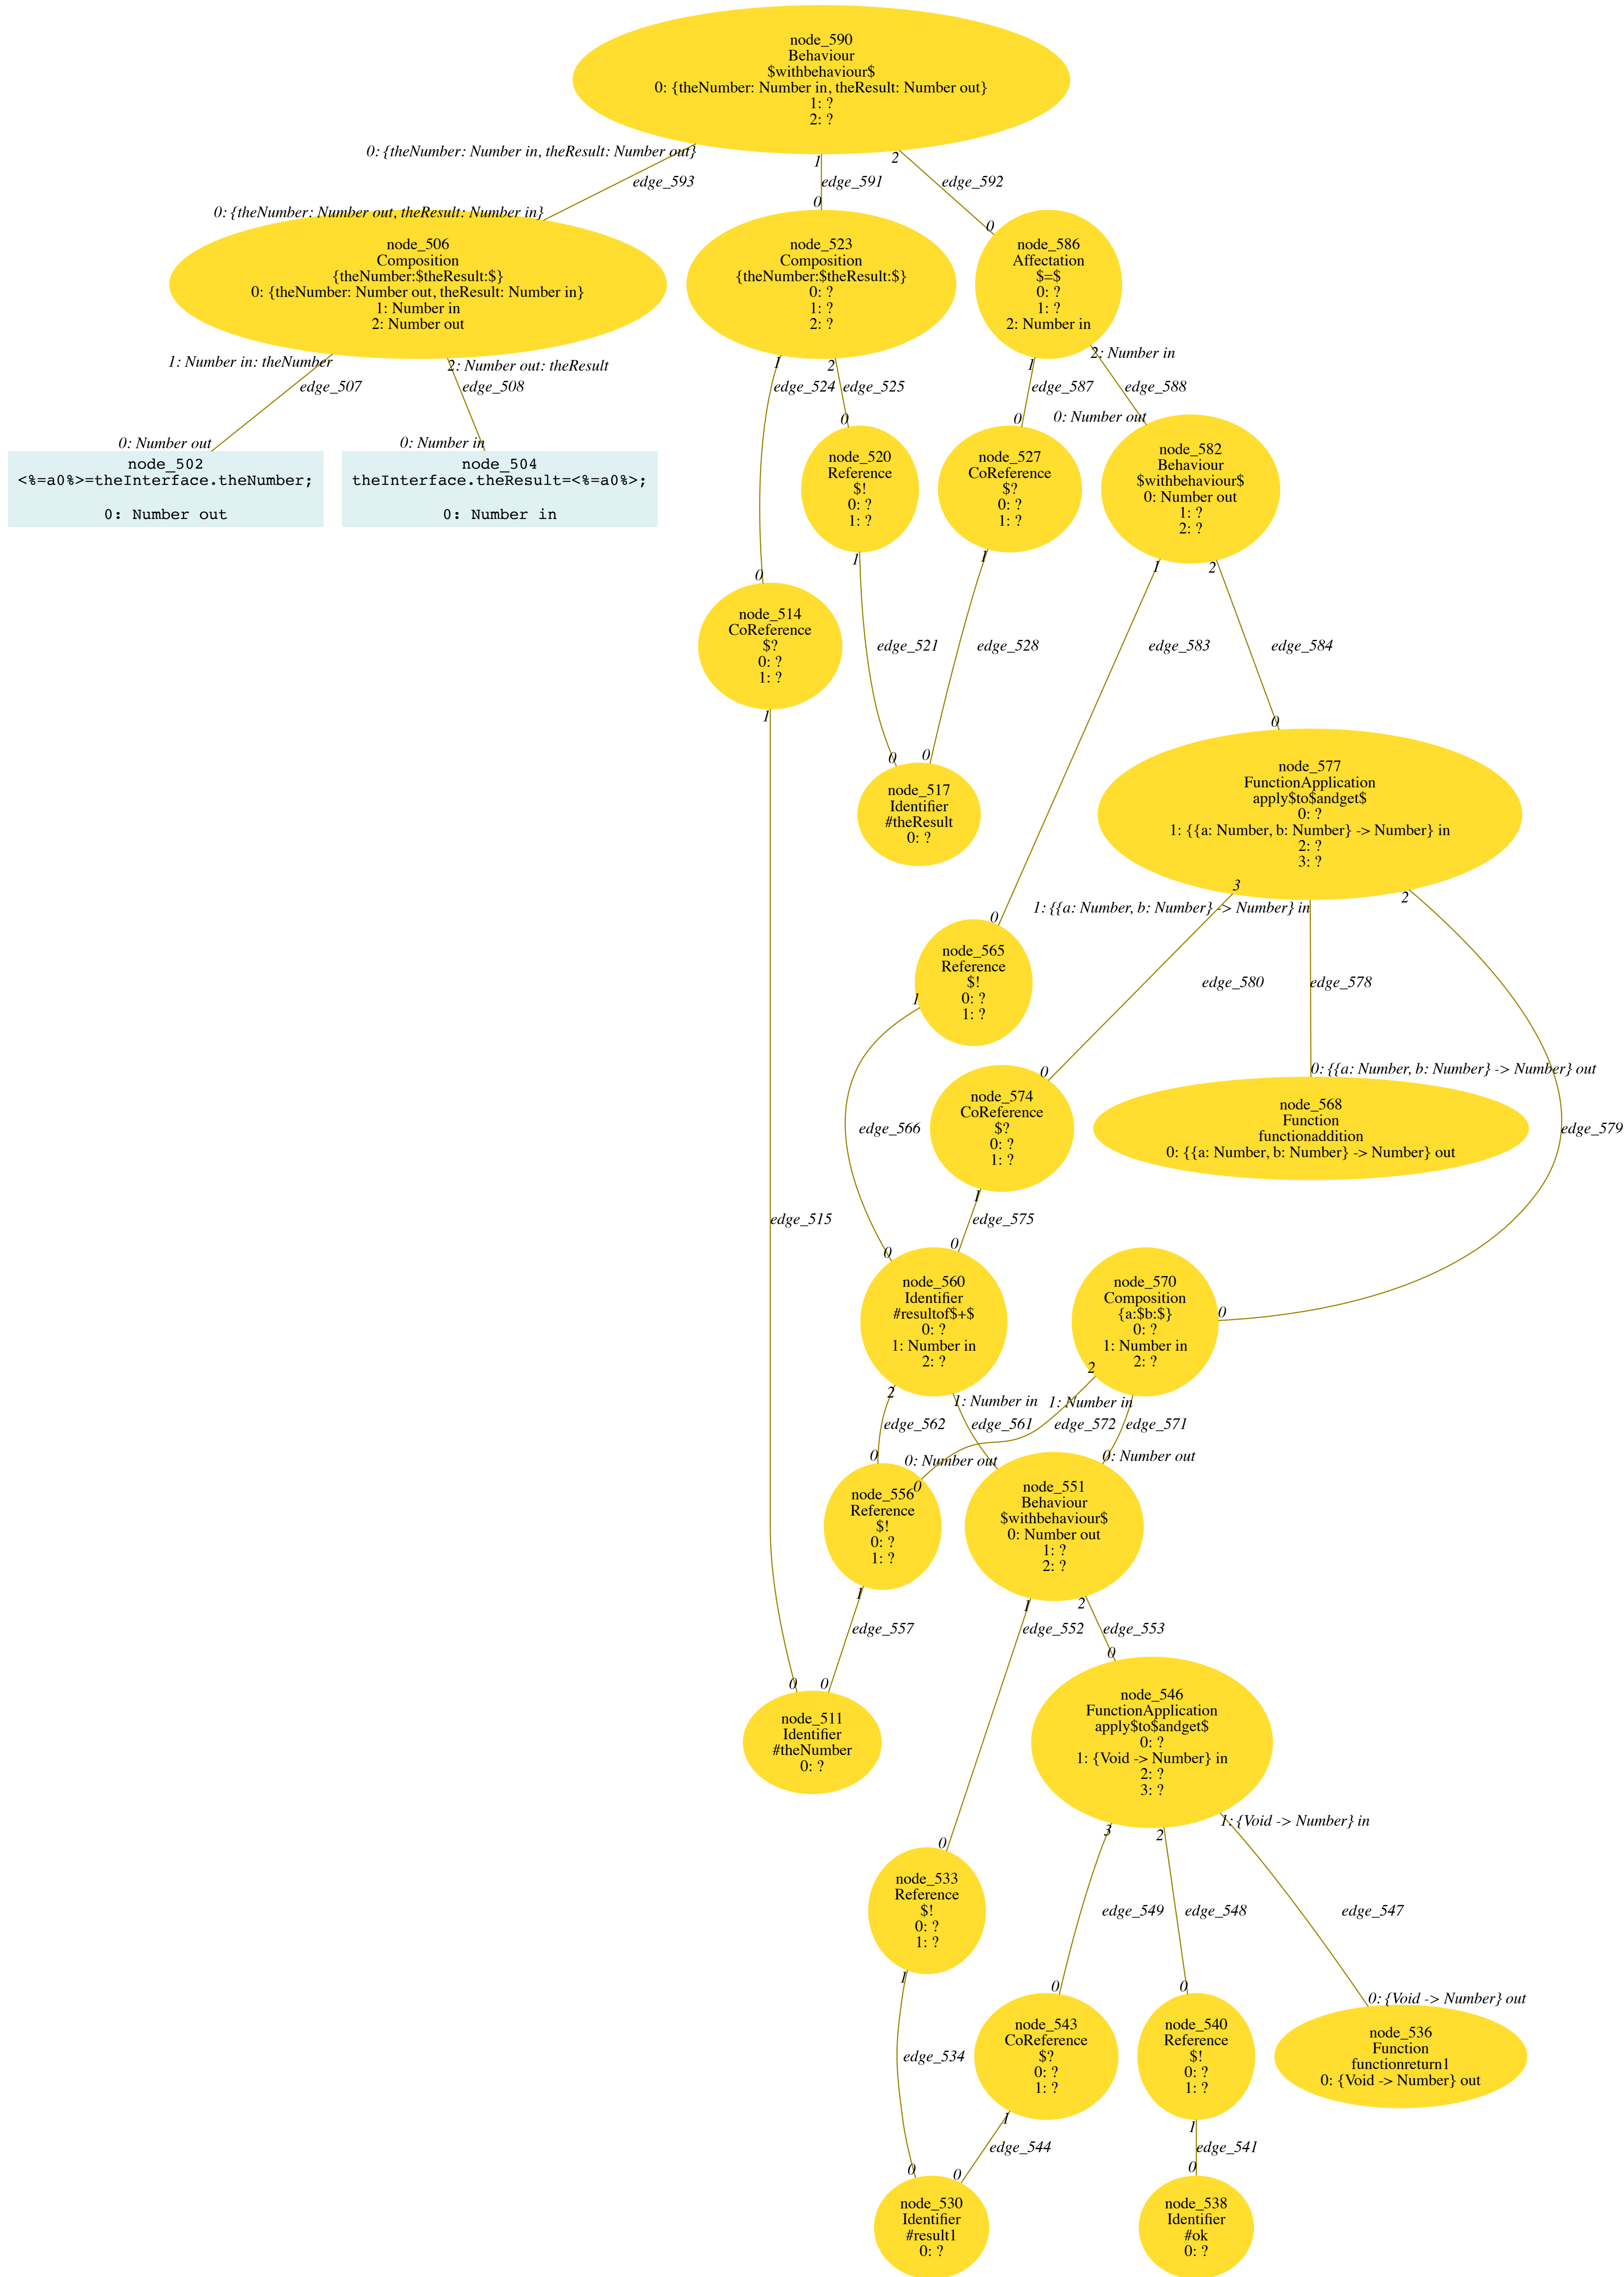 node_590
Behaviour
$withbehaviour$
0: {theNumber: Number in, theResult: Number out}
1: ?
2: ?
0: {theNumber: Number in, theResult: Number out}
1
2
edge_593
edge_591
edge_592
0: {theNumber: Number out, theResult: Number in}
0
0
node_506
Composition
{theNumber:$theResult:$}
0: {theNumber: Number out, theResult: Number in}
1: Number in
2: Number out
node_523
Composition
{theNumber:$theResult:$}
0: ?
1: ?
2: ?
node_586
Affectation
$=$
0: ?
1: ?
2: Number in
1: Number in: theNumber
2: Number out: theResult
1
2
1
2: Number in
edge_507
edge_508
edge_524
edge_525
edge_587
edge_588
0: Number out
0: Number in
0
0
0: Number out
node_502
<%=a0%>=theInterface.theNumber;
0: Number out
node_504
theInterface.theResult=<%=a0%>;
0: Number in
node_520
Reference
$!
0: ?
1: ?
node_527
CoReference
$?
0: ?
1: ?
node_582
Behaviour
$withbehaviour$
0: Number out
1: ?
2: ?
1
1
1
2
0
node_514
CoReference
$?
0: ?
1: ?
edge_521
edge_528
edge_583
edge_584
1
0
0
0
node_517
Identifier
#theResult
0: ?
node_577
FunctionApplication
apply$to$andget$
0: ?
1: {{a: Number, b: Number} -> Number} in
2: ?
3: ?
3
2
1: {{a: Number, b: Number} -> Number} in
0
node_565
Reference
$!
0: ?
1: ?
1
edge_580
edge_578
0
0: {{a: Number, b: Number} -> Number} out
node_574
CoReference
$?
0: ?
1: ?
node_568
Function
functionaddition
0: {{a: Number, b: Number} -> Number} out
edge_566
edge_579
1
edge_515
edge_575
0
0
node_560
Identifier
#resultof$+$
0: ?
1: Number in
2: ?
node_570
Composition
{a:$b:$}
0: ?
1: Number in
2: ?
0
2
2
1: Number in
1: Number in
edge_562
edge_561
edge_572
edge_571
0
0: Number out
0: Number out
0
node_556
Reference
$!
0: ?
1: ?
node_551
Behaviour
$withbehaviour$
0: Number out
1: ?
2: ?
1
1
2
edge_557
edge_552
edge_553
0
0
0
node_511
Identifier
#theNumber
0: ?
node_546
FunctionApplication
apply$to$andget$
0: ?
1: {Void -> Number} in
2: ?
3: ?
3
2
1: {Void -> Number} in
0
node_533
Reference
$!
0: ?
1: ?
edge_549
edge_548
edge_547
1
0
0
0: {Void -> Number} out
node_543
CoReference
$?
0: ?
1: ?
node_540
Reference
$!
0: ?
1: ?
node_536
Function
functionreturn1
0: {Void -> Number} out
edge_534
1
1
edge_544
edge_541
0
0
0
node_530
Identifier
#result1
0: ?
node_538
Identifier
#ok
0: ?